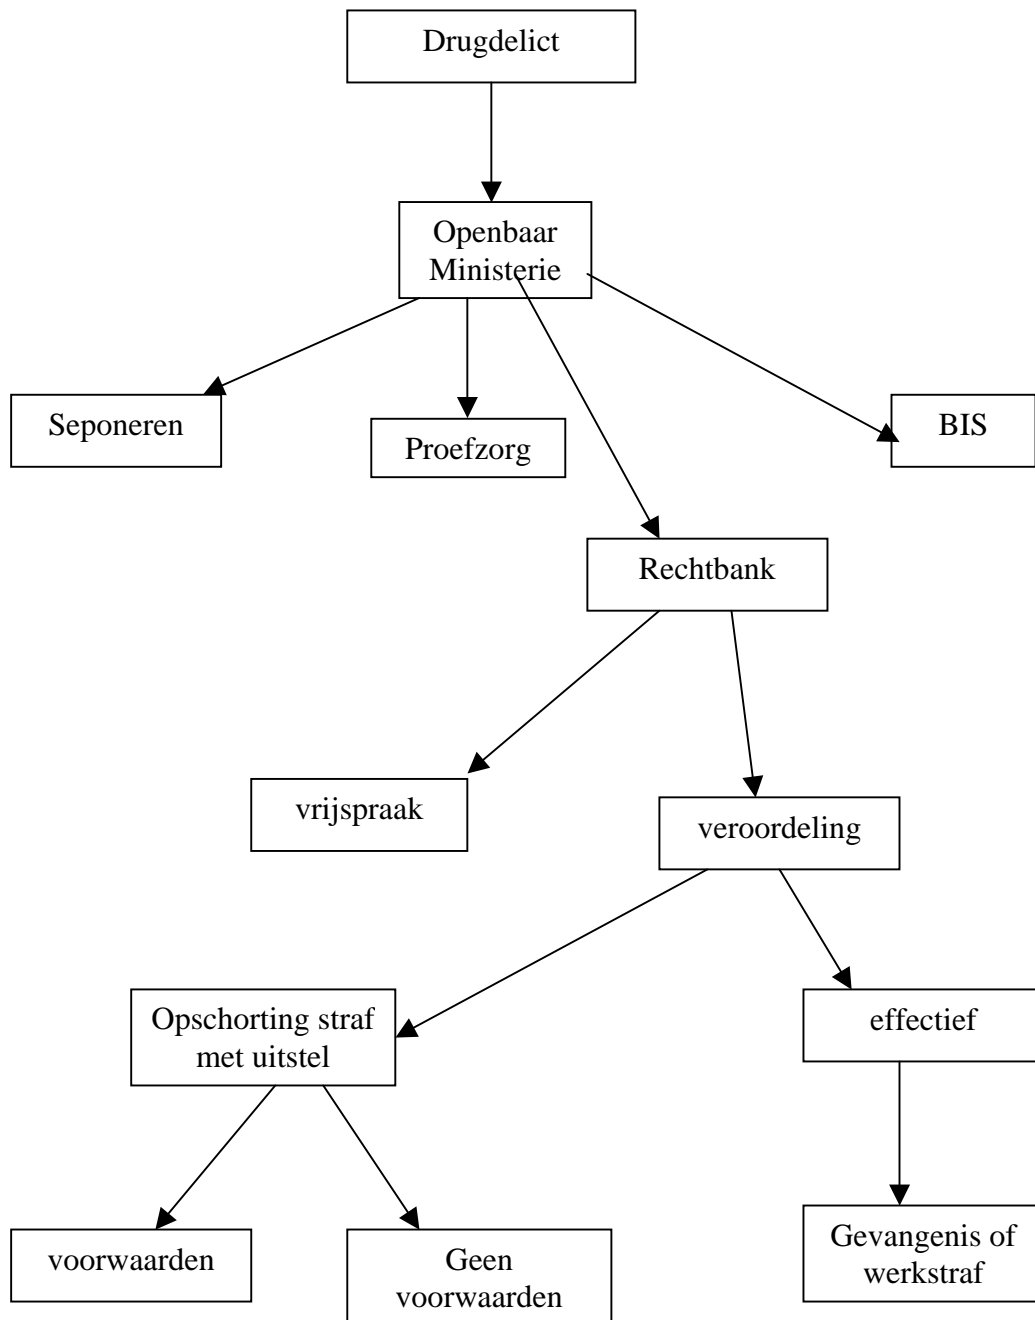 Drugdelict
Openbaar
Ministerie
Seponeren
Proefzorg
BIS
Rechtbank
vrijspraak
veroordeling
Opschorting straf
met uitstel
effectief
voorwaarden
Geen
voorwaarden
Gevangenis of
werkstraf